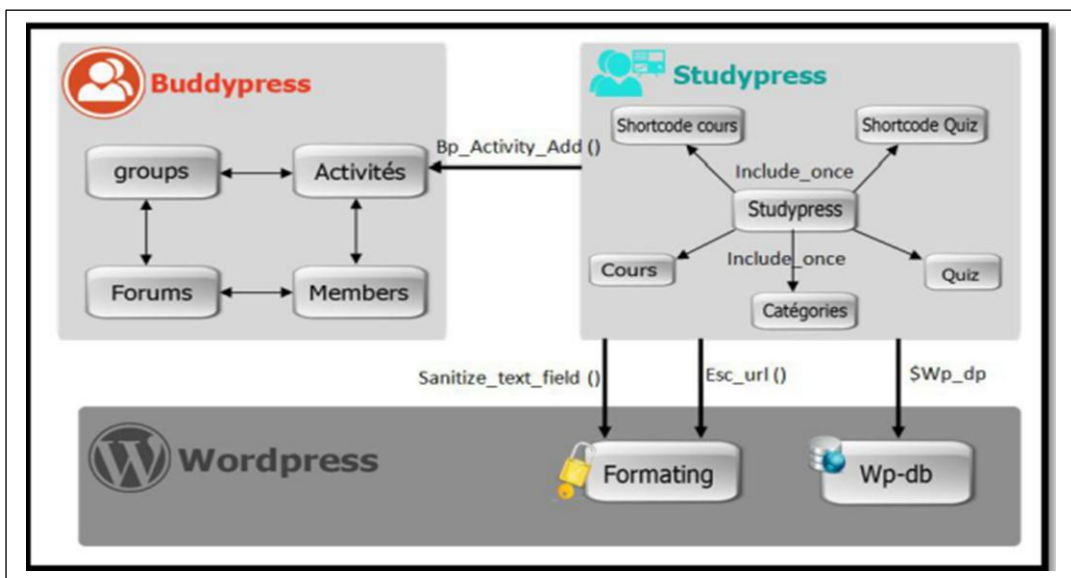 Buddypress
groups
Activités
Forums
Members
Bp_Activity_Add ()
Studypress
Shortcode cours
Shortcode Quiz
Include_once
Studypress
Include_once
Cours
Quiz
Catégories
Sanitize_text_field ()
Esc_url ()
$Wp_dp
Wordpress
Formating
Wp-db